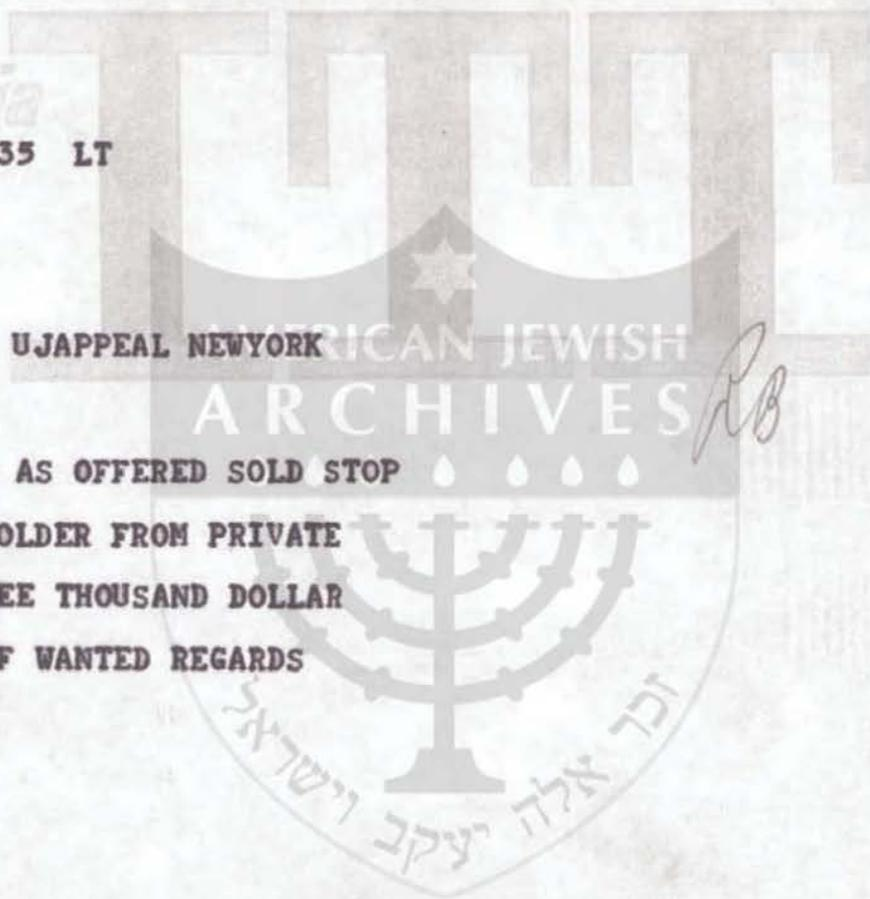 35 LT
UJAPPEAL NEWYORK
AMERICAN JEWISH
ARCHIVES
RB
AS OFFERED SOLD STOP
OLDER FROM PRIVATE
EE THOUSAND DOLLAR
F WANTED REGARDS
זכר אלה יעקב וישראל